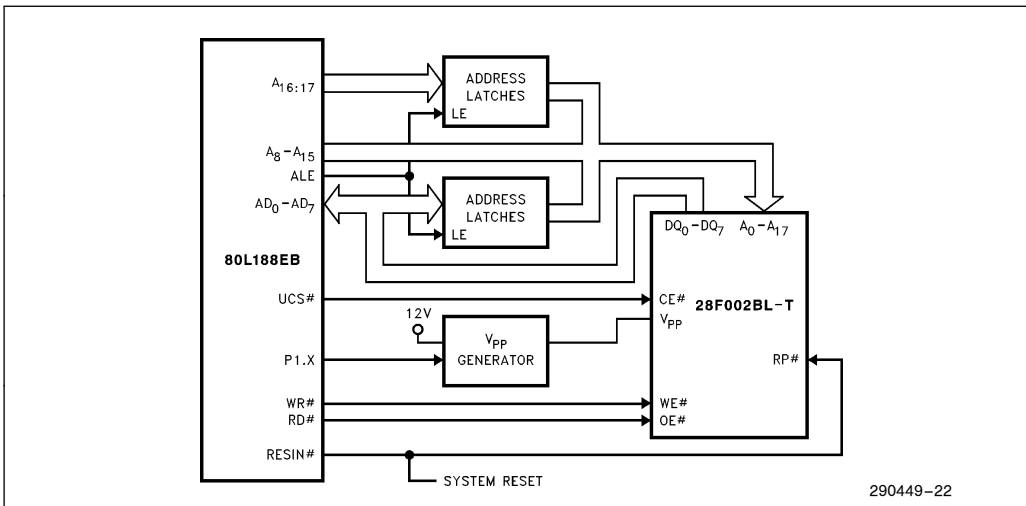 A16:17
ADDRESS
LATCHES
LE
A8–A15
ALE
AD0–AD7
ADDRESS
LATCHES
LE
DQ0–DQ7 A0–A17
80L188EB
UCS#
CE#
28F002BL-T
12V
VPP
VPP
GENERATOR
P1.X
RP#
WR#
WE#
RD#
OE#
RESIN#
SYSTEM RESET
290449–22